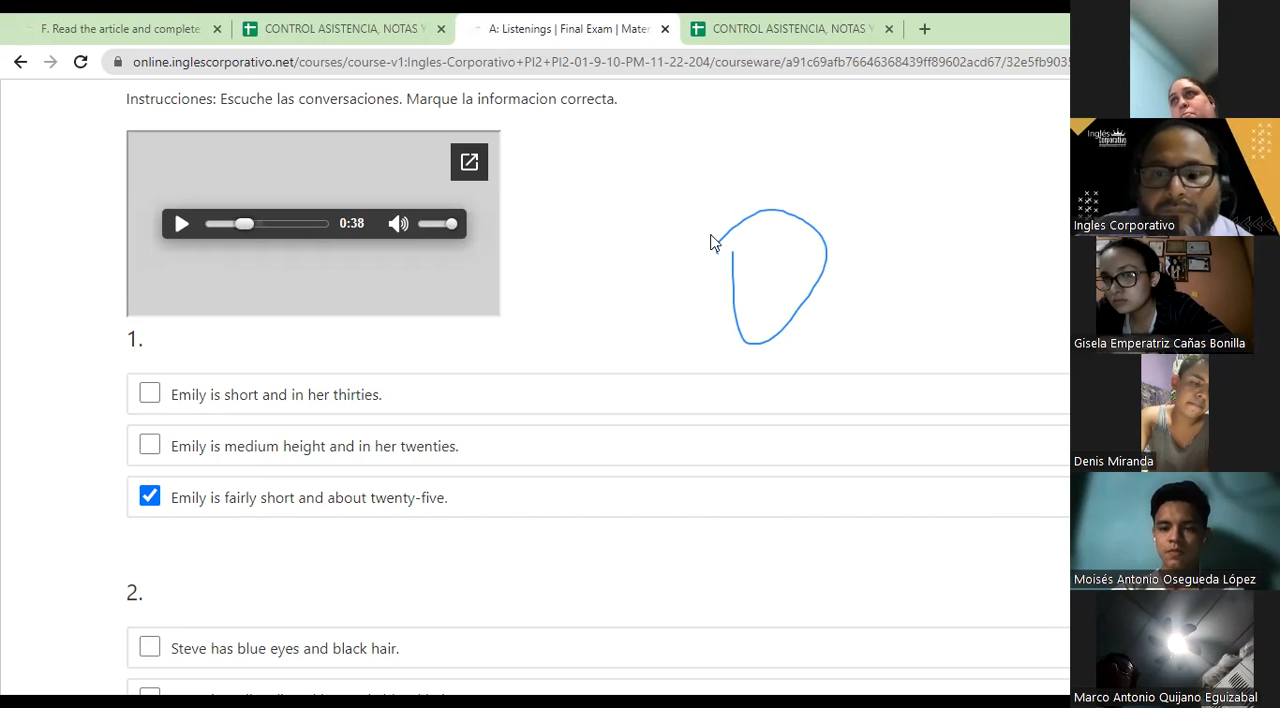 F. Read the article and complete
CONTROL ASISTENCIA, NOTAS Y
A: Listenings | Final Exam | Mater
CONTROL ASISTENCIA, NOTAS Y
online.inglescorporativo.net/courses/course-v1:Ingles-Corporativo+PI2+PI2-01-9-10-PM-11-22-204/courseware/a91c69afb76646368439ff89602acd67/32e5fb9035
Instrucciones: Escuche las conversaciones. Marque la informacion correcta.
0:38
1.
Emily is short and in her thirties.
Emily is medium height and in her twenties.
Emily is fairly short and about twenty-five.
2.
Steve has blue eyes and black hair.
Inglés
Corporativo
Ingles Corporativo
Gisela Emperatriz Cañas Bonilla
Denis Miranda
Moisés Antonio Osegueda López
Marco Antonio Quijano Eguizabal